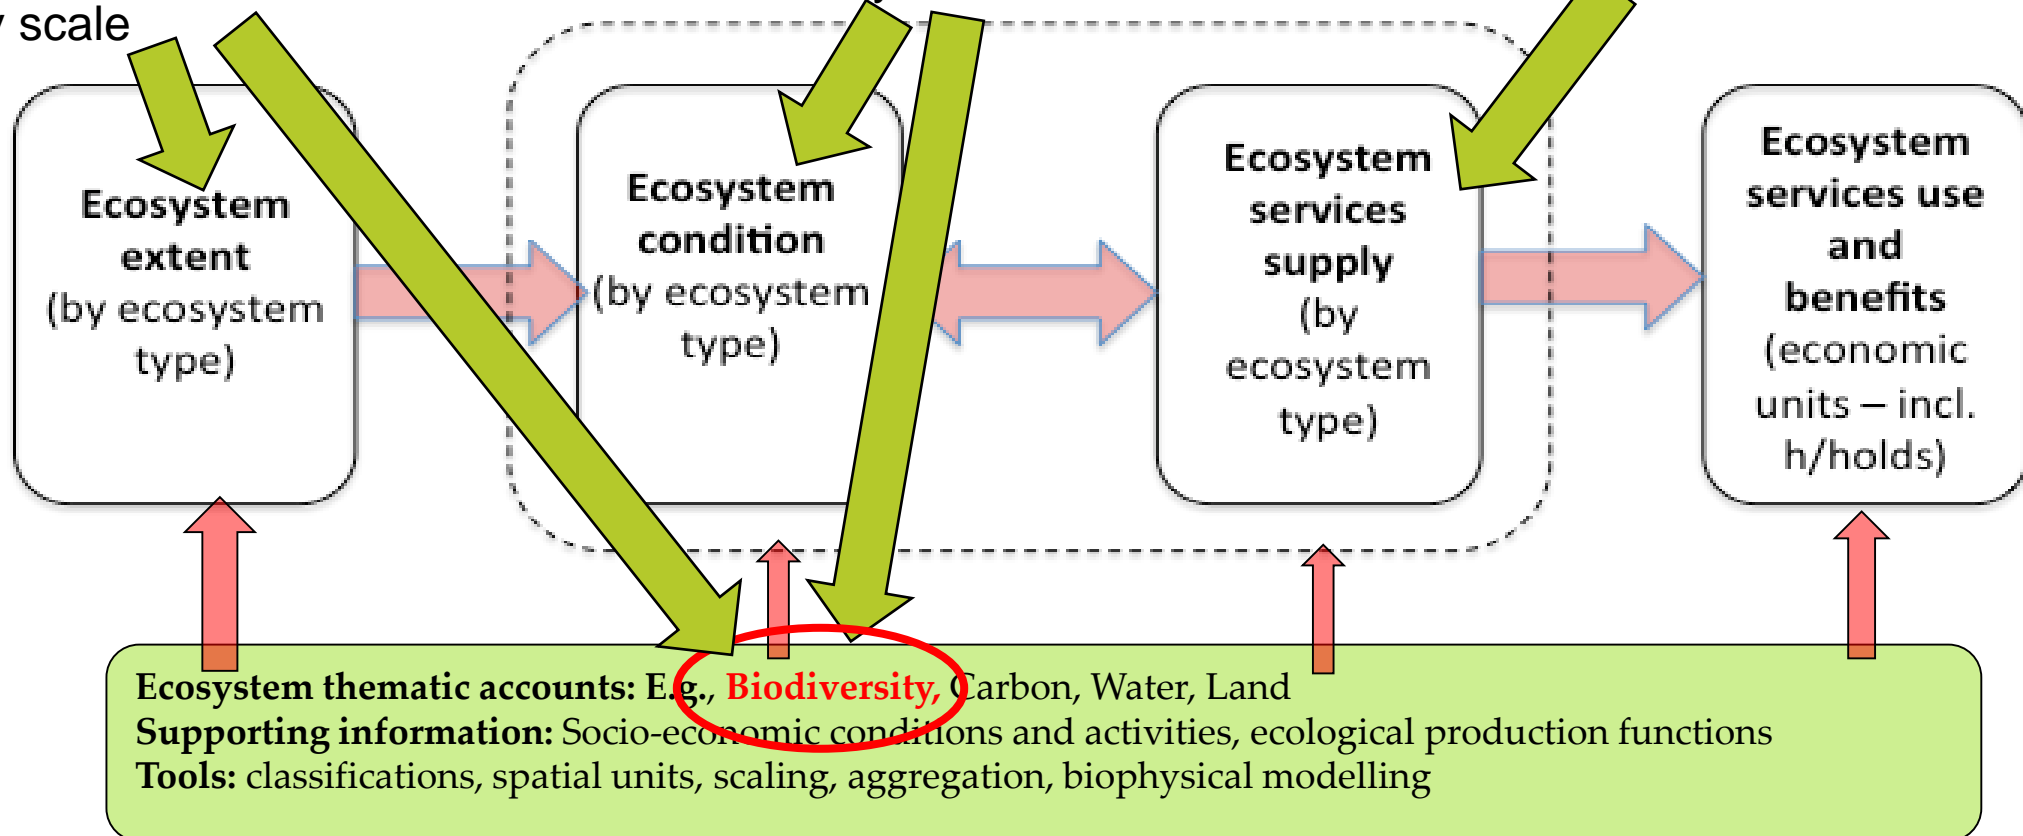 scale
Ecosystem
extent
(by ecosystem
type)
Ecosystem
condition
(by ecosystem
type)
Ecosystem
services
supply
(by
ecosystem
type)
Ecosystem
services use
and
benefits
(economic
units – incl.
h/holds)
Ecosystem thematic accounts: E.g., Biodiversity, Carbon, Water, Land
Supporting information: Socio-economic conditions and activities, ecological production functions
Tools: classifications, spatial units, scaling, aggregation, biophysical modelling